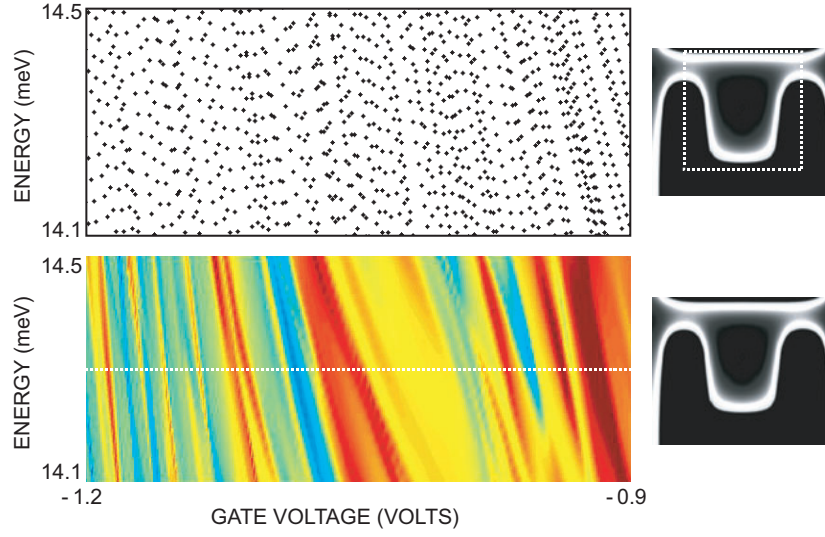 14.5
ENERGY (meV)
14.1
14.5
ENERGY (meV)
14.1
- 1.2
- 0.9
GATE VOLTAGE (VOLTS)